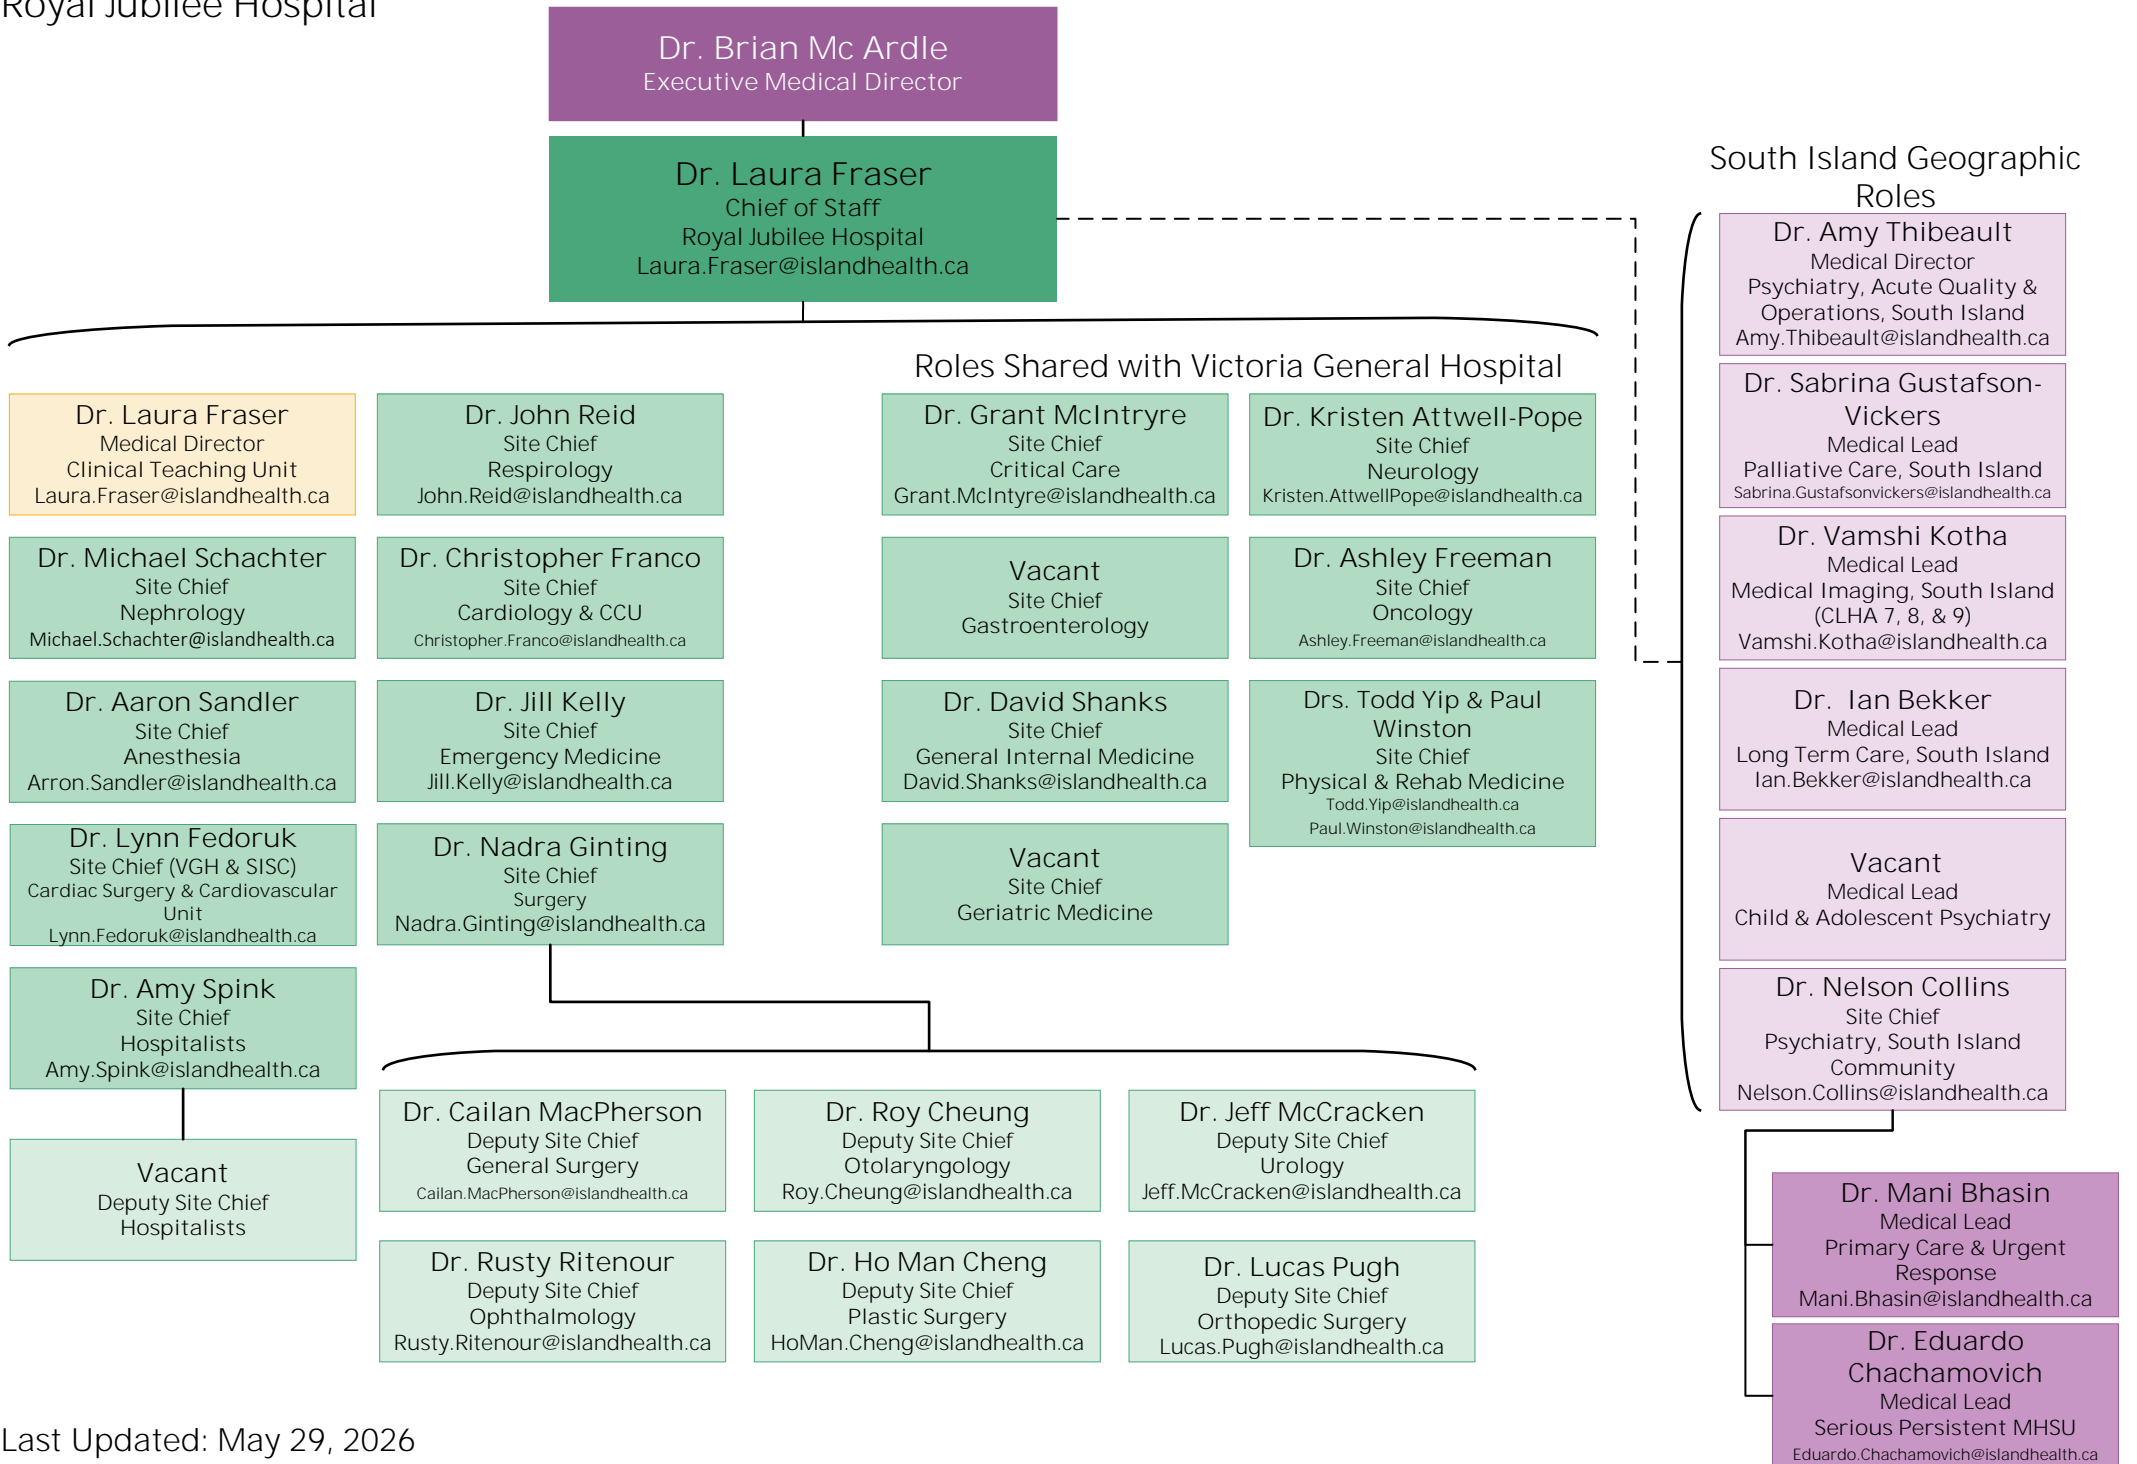 Royal Jubilee Hospital
Dr. Brian Mc Ardle
Executive Medical Director
Dr. Laura Fraser
Chief of Staff
Royal Jubilee Hospital
Laura.Fraser@islandhealth.ca
Roles Shared with Victoria General Hospital
Dr. Laura Fraser
Medical Director
Clinical Teaching Unit
Laura.Fraser@islandhealth.ca
Dr. John Reid
Site Chief
Respirology
John.Reid@islandhealth.ca
Dr. Grant McIntryre
Site Chief
Critical Care
Grant.McIntyre@islandhealth.ca
Dr. Kristen Attwell-Pope
Site Chief
Neurology
Kristen.AttwellPope@islandhealth.ca
Dr. Michael Schachter
Site Chief
Nephrology
Michael.Schachter@islandhealth.ca
Dr. Christopher Franco
Site Chief
Cardiology & CCU
Christopher.Franco@islandhealth.ca
Vacant
Site Chief
Gastroenterology
Dr. Ashley Freeman
Site Chief
Oncology
Ashley.Freeman@islandhealth.ca
Dr. Aaron Sandler
Site Chief
Anesthesia
Arron.Sandler@islandhealth.ca
Dr. Jill Kelly
Site Chief
Emergency Medicine
Jill.Kelly@islandhealth.ca
Dr. David Shanks
Site Chief
General Internal Medicine
David.Shanks@islandhealth.ca
Drs. Todd Yip & Paul
Winston
Site Chief
Physical & Rehab Medicine
Todd.Yip@islandhealth.ca
Paul.Winston@islandhealth.ca
Dr. Lynn Fedoruk
Site Chief (VGH & SISC)
Cardiac Surgery & Cardiovascular
Unit
Lynn.Fedoruk@islandhealth.ca
Dr. Nadra Ginting
Site Chief
Surgery
Nadra.Ginting@islandhealth.ca
Vacant
Site Chief
Geriatric Medicine
Dr. Amy Spink
Site Chief
Hospitalists
Amy.Spink@islandhealth.ca
Vacant
Deputy Site Chief
Hospitalists
Dr. Cailan MacPherson
Deputy Site Chief
General Surgery
Cailan.MacPherson@islandhealth.ca
Dr. Roy Cheung
Deputy Site Chief
Otolaryngology
Roy.Cheung@islandhealth.ca
Dr. Jeff McCracken
Deputy Site Chief
Urology
Jeff.McCracken@islandhealth.ca
Dr. Rusty Ritenour
Deputy Site Chief
Ophthalmology
Rusty.Ritenour@islandhealth.ca
Dr. Ho Man Cheng
Deputy Site Chief
Plastic Surgery
HoMan.Cheng@islandhealth.ca
Dr. Lucas Pugh
Deputy Site Chief
Orthopedic Surgery
Lucas.Pugh@islandhealth.ca
South Island Geographic
Roles
Dr. Amy Thibeault
Medical Director
Psychiatry, Acute Quality &
Operations, South Island
Amy.Thibeault@islandhealth.ca
Dr. Sabrina Gustafson-
Vickers
Medical Lead
Palliative Care, South Island
Sabrina.Gustafsonvickers@islandhealth.ca
Dr. Vamshi Kotha
Medical Lead
Medical Imaging, South Island
(CLHA 7, 8, & 9)
Vamshi.Kotha@islandhealth.ca
Dr. Ian Bekker
Medical Lead
Long Term Care, South Island
Ian.Bekker@islandhealth.ca
Vacant
Medical Lead
Child & Adolescent Psychiatry
Dr. Nelson Collins
Site Chief
Psychiatry, South Island
Community
Nelson.Collins@islandhealth.ca
Dr. Mani Bhasin
Medical Lead
Primary Care & Urgent
Response
Mani.Bhasin@islandhealth.ca
Dr. Eduardo
Chachamovich
Medical Lead
Serious Persistent MHSU
Eduardo.Chachamovich@islandhealth.ca
Last Updated: May 29, 2026